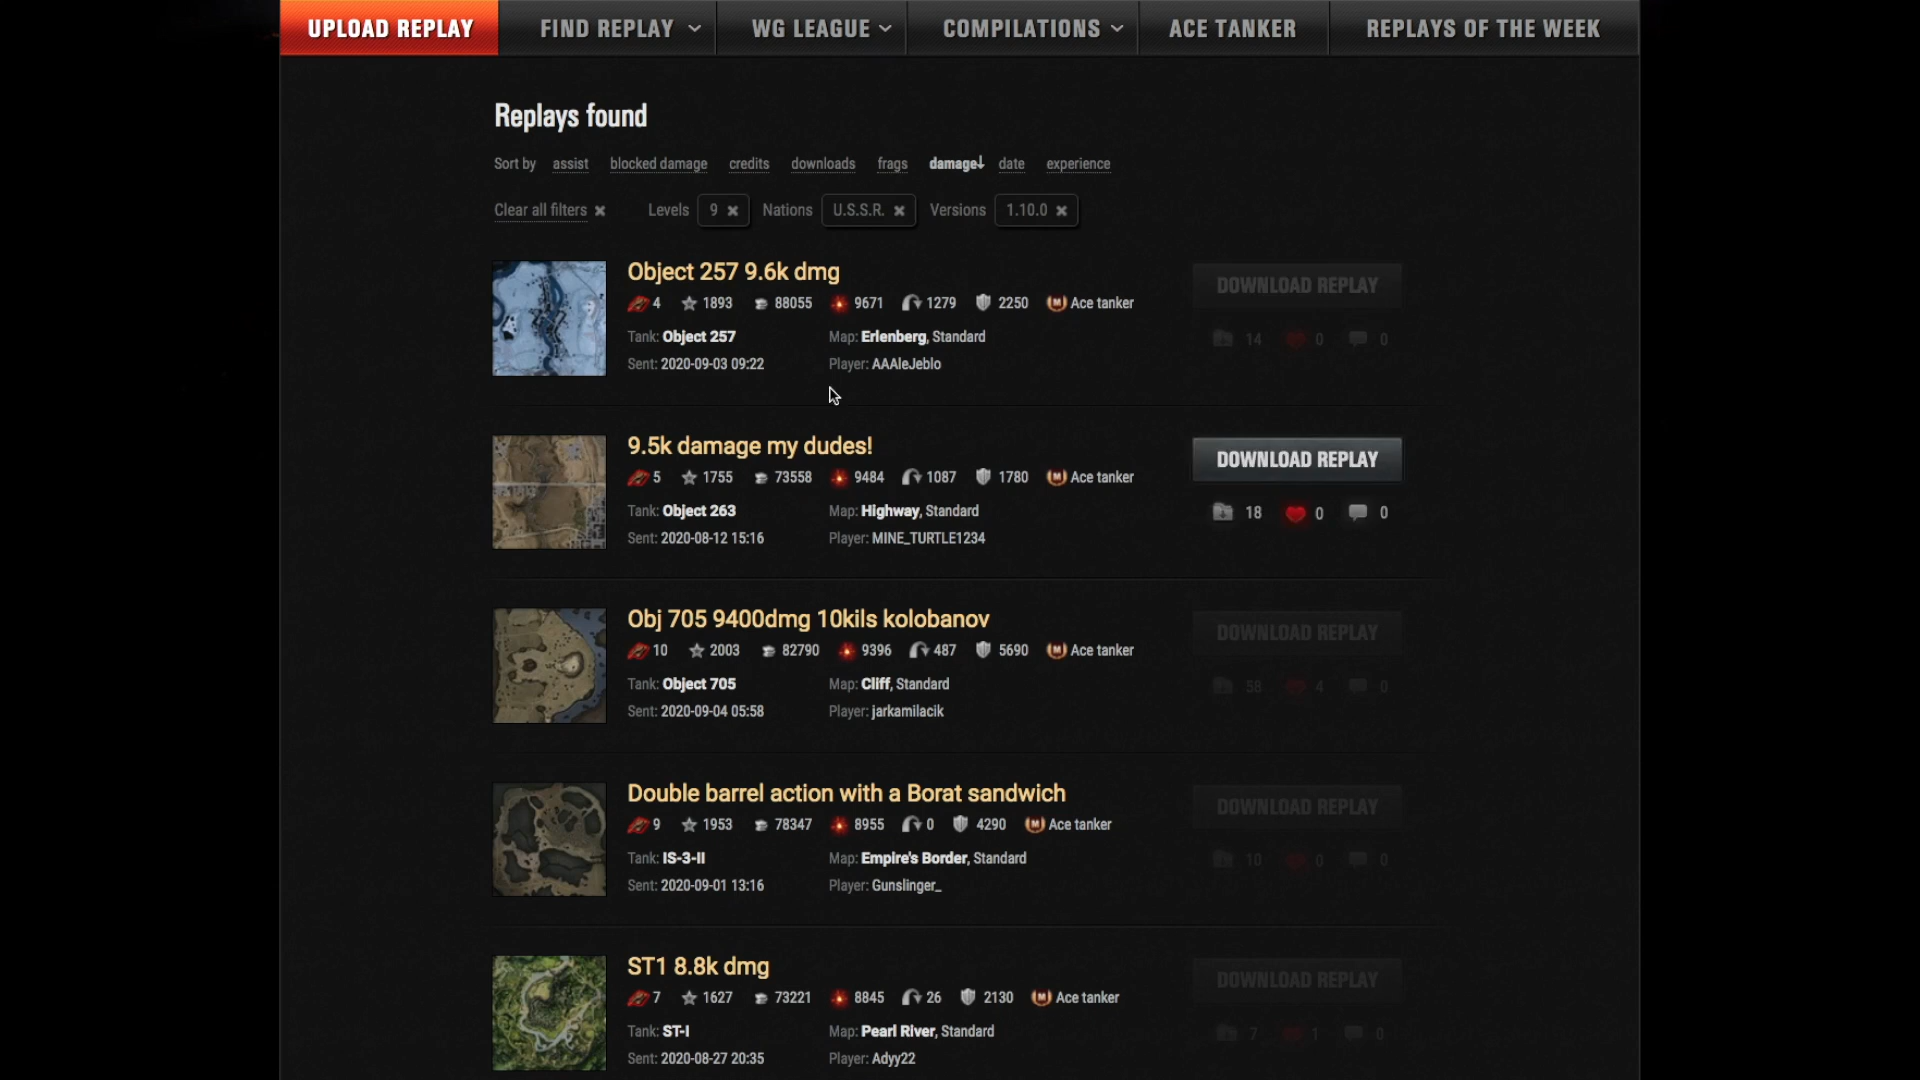 UPLOAD REPLAY FIND REPLAY WG LEAGUE COMPILATIONS ACE TANKER REPLAYS OF THE WEEK
Replays found
Sort by assist blocked damage credits downloads frags damage↓ date experience
Clear all filters × Levels 9 × Nations U.S.S.R. × Versions 1.10.0 ×
Object 257 9.6k dmg
DOWNLOAD REPLAY
4 1893 88055 9671 1279 2250 Ace tanker
Tank: Object 257 Map: Erlenberg, Standard
14 0 0
Sent: 2020-09-03 09:22 Player: AAAleJeblo
9.5k damage my dudes!
DOWNLOAD REPLAY
5 1755 73558 9484 1087 1780 Ace tanker
Tank: Object 263 Map: Highway, Standard
18 0 0
Sent: 2020-08-12 15:16 Player: MINE_TURTLE1234
Obj 705 9400dmg 10kils kolobanov
DOWNLOAD REPLAY
10 2003 82790 9396 487 5690 Ace tanker
Tank: Object 705 Map: Cliff, Standard
58 4 0
Sent: 2020-09-04 05:58 Player: jarkamilacik
Double barrel action with a Borat sandwich
DOWNLOAD REPLAY
9 1953 78347 8955 0 4290 Ace tanker
Tank: IS-3-II Map: Empire's Border, Standard
10 0 0
Sent: 2020-09-01 13:16 Player: Gunslinger_
ST1 8.8k dmg
DOWNLOAD REPLAY
7 1627 73221 8845 26 2130 Ace tanker
Tank: ST-I Map: Pearl River, Standard
7 1 0
Sent: 2020-08-27 20:35 Player: Adyy22